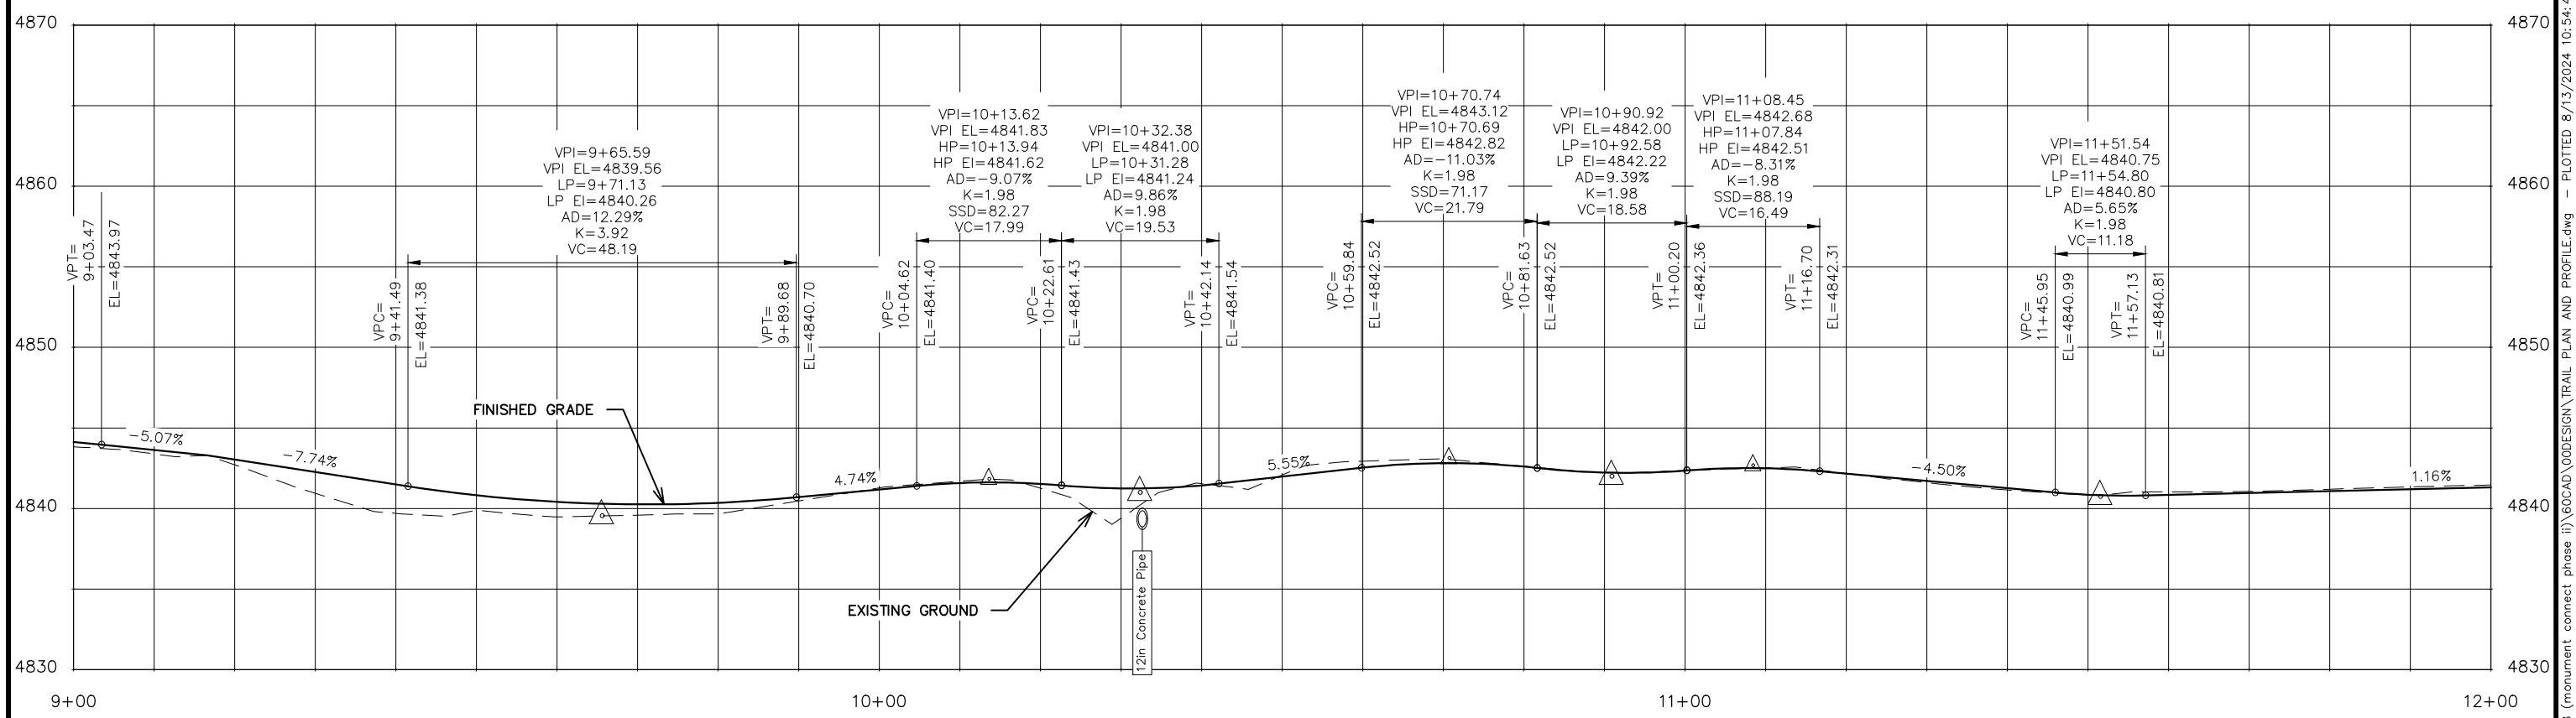 4870
4870
4860
4860
4850
4850
4840
4840
4830
4830
VPT=
9+03.47
EL=4843.97
VPC=
9+41.49
EL=4841.38
VPI=9+65.59
VPI EL=4839.56
LP=9+71.13
LP El=4840.26
AD=12.29%
K=3.92
VC=48.19
VPT=
9+89.68
EL=4840.70
VPC=
10+04.62
EL=4841.40
VPI=10+13.62
VPI EL=4841.83
HP=10+13.94
HP El=4841.62
AD=-9.07%
K=1.98
SSD=82.27
VC=17.99
VPC=
10+22.61
EL=4841.43
VPI=10+32.38
VPI EL=4841.00
LP=10+31.28
LP El=4841.24
AD=9.86%
K=1.98
VC=19.53
VPT=
10+42.14
EL=4841.54
VPC=
10+59.84
EL=4842.52
VPI=10+70.74
VPI EL=4843.12
HP=10+70.69
HP El=4842.82
AD=-11.03%
K=1.98
SSD=71.17
VC=21.79
VPC=
10+81.63
EL=4842.52
VPI=10+90.92
VPI EL=4842.00
LP=10+92.58
LP El=4842.22
AD=9.39%
K=1.98
VC=18.58
VPT=
11+00.20
EL=4842.36
VPI=11+08.45
VPI EL=4842.68
HP=11+07.84
HP El=4842.51
AD=-8.31%
K=1.98
SSD=88.19
VC=16.49
VPT=
11+16.70
EL=4842.31
VPC=
11+45.95
EL=4840.99
VPI=11+51.54
VPI EL=4840.75
LP=11+54.80
LP El=4840.80
AD=5.65%
K=1.98
VC=11.18
VPT=
11+57.13
EL=4840.81
FINISHED GRADE
-5.07%
-7.74%
4.74%
5.55%
-4.50%
1.16%
EXISTING GROUND
12in Concrete Pipe
9+00
10+00
11+00
12+00
(monument connect phase ii)\600CAD\00DESIGN\TRAIL PLAN AND PROFILE.dwg - PLOTTED 8/13/2024 10:54: